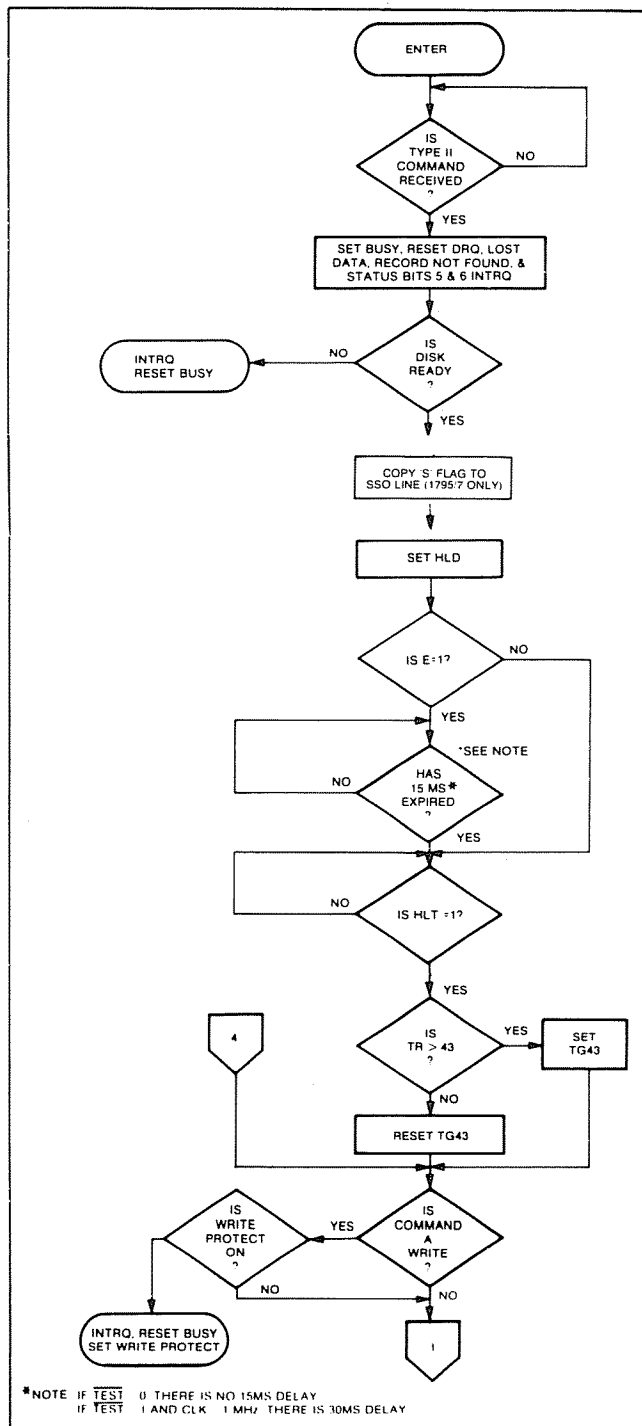 ENTER
IS
TYPE II
COMMAND
RECEIVED
?
NO
YES
SET BUSY, RESET DRQ, LOST
DATA, RECORD NOT FOUND, &
STATUS BITS 5 & 6 INTRQ
IS
DISK
READY
?
NO
INTRQ
RESET BUSY
YES
COPY 'S' FLAG TO
SSO LINE (1795/7 ONLY)
SET HLD
IS E=1?
NO
YES
*SEE NOTE
HAS
15 MS*
EXPIRED
?
NO
YES
IS HLT =1?
NO
YES
4
IS
TR > 43
?
YES
SET
TG43
NO
RESET TG43
IS
COMMAND
A
WRITE
?
YES
IS
WRITE
PROTECT
ON
?
NO
NO
INTRQ, RESET BUSY
SET WRITE PROTECT
1
*NOTE IF TEST 0 THERE IS NO 15MS DELAY
IF TEST 1 AND CLK 1 MHz THERE IS 30MS DELAY